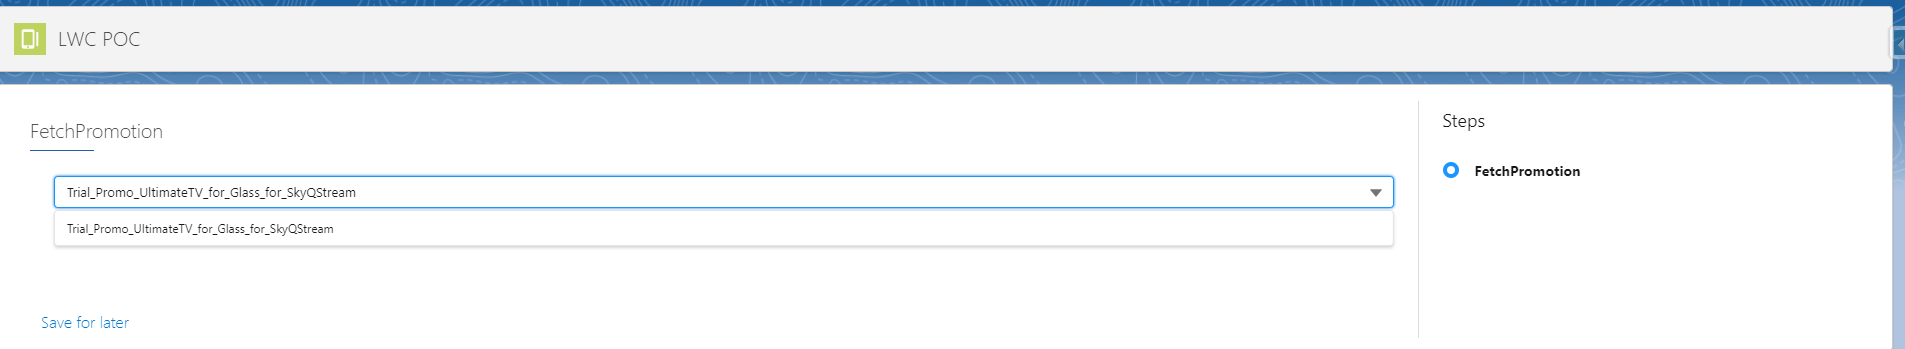 LWC POC
FetchPromotion
Trial_Promo_UltimateTV_for_Glass_for_SkyQStream
Trial_Promo_UltimateTV_for_Glass_for_SkyQStream
Save for later
Steps
FetchPromotion